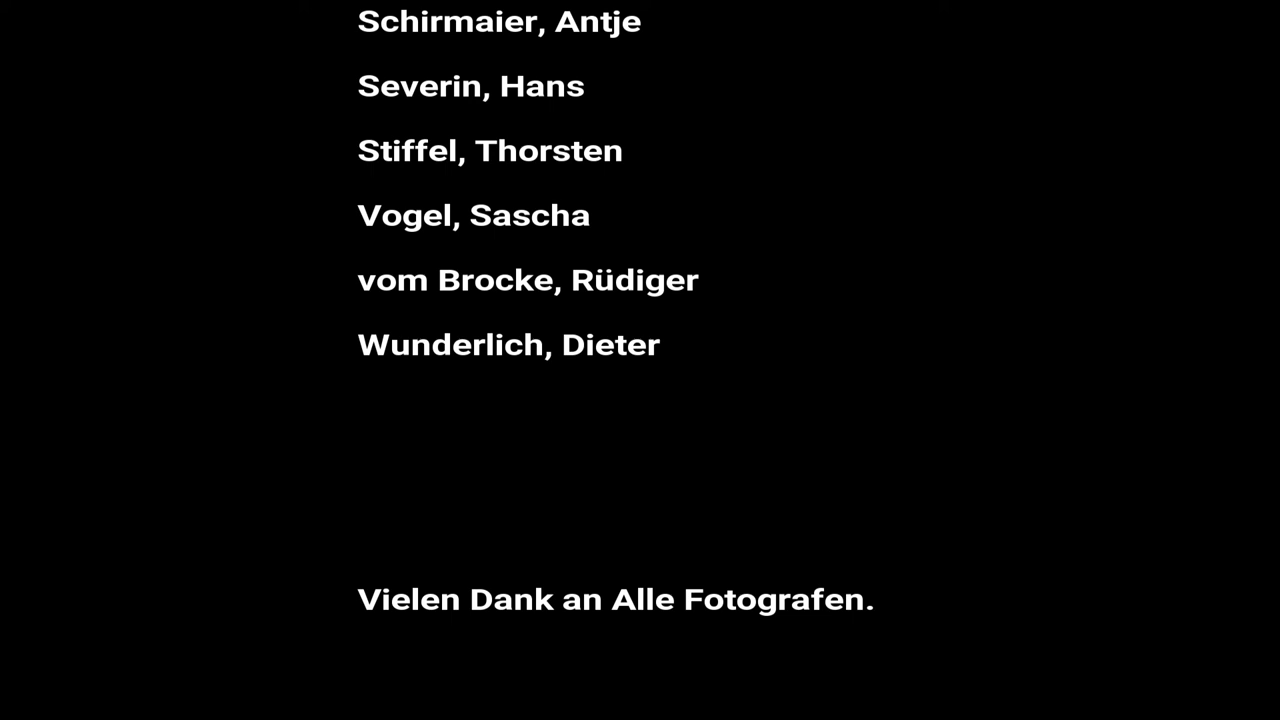 Schirmaier, Antje
Severin, Hans
Stiffel, Thorsten
Vogel, Sascha
vom Brocke, Rüdiger
Wunderlich, Dieter
Vielen Dank an Alle Fotografen.